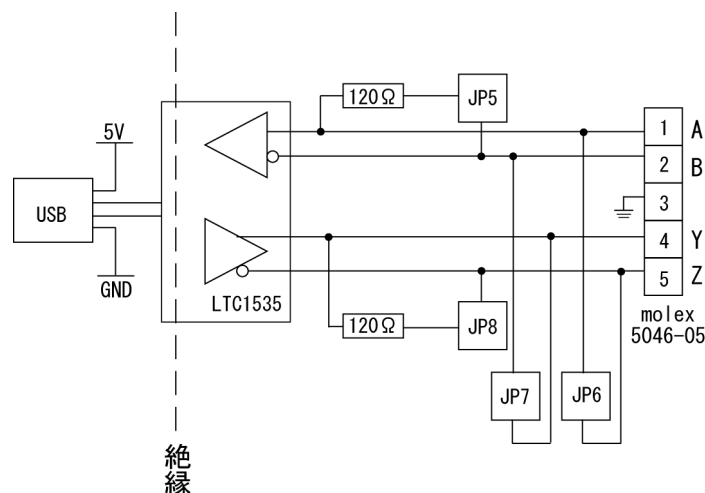 120Ω
JP5
1
A
5V
2
B
USB
3
4
Y
GND
LTC1535
5
Z
120Ω
JP8
molex
5046-05
JP7
JP6
絶縁